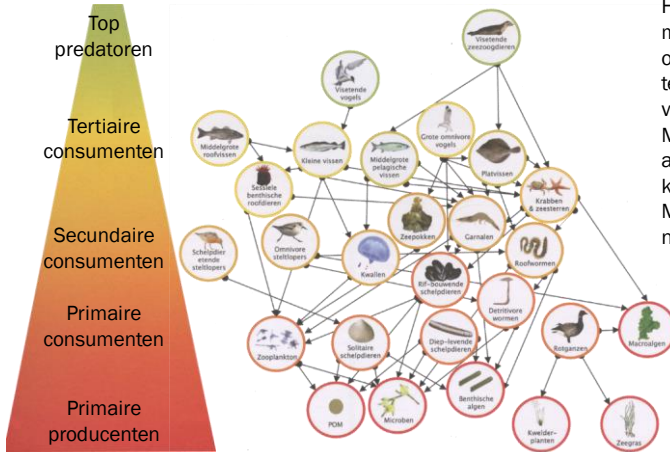 Top
predatoren
Tertiaire
consumenten
Secundaire
consumenten
Primaire
consumenten
Primaire
producenten
Visetende
zeezoogdieren
Visetende
vogels
Middelgrote
roofvissen
Kleine vissen
Middelgrote
pelagische
vissen
Grote omnivore
vogels
Platvissen
Sessiele
benthische
roofdieren
Krabben
& zeesterren
Zeepokken
Garnalen
Schelpdier
etende
steltlopers
Omnivore
steltlopers
Kwallen
Roofwormen
Rif-bouwende
schelpdieren
Detritivore
wormen
Zooplankton
Solitaire
schelpdieren
Diep-levende
schelpdieren
Rotganzen
Macroalgen
POM
Microben
Benthische
algen
Kwelder-
planten
Zeegras